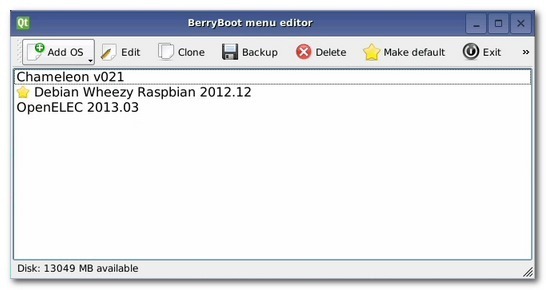 Qt BerryBoot menu editor
Add OS Edit Clone Backup Delete Make default Exit »
Chameleon v021
Debian Wheezy Raspbian 2012.12
OpenELEC 2013.03
Disk: 13049 MB available